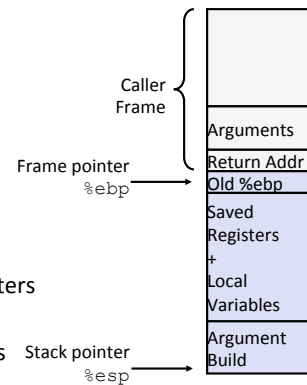 Caller
Frame
Arguments
Return Addr
Frame pointer
%ebp
Old %ebp
Saved
Registers
+
Local
Variables
Argument
Build
Stack pointer
%esp
ters
s